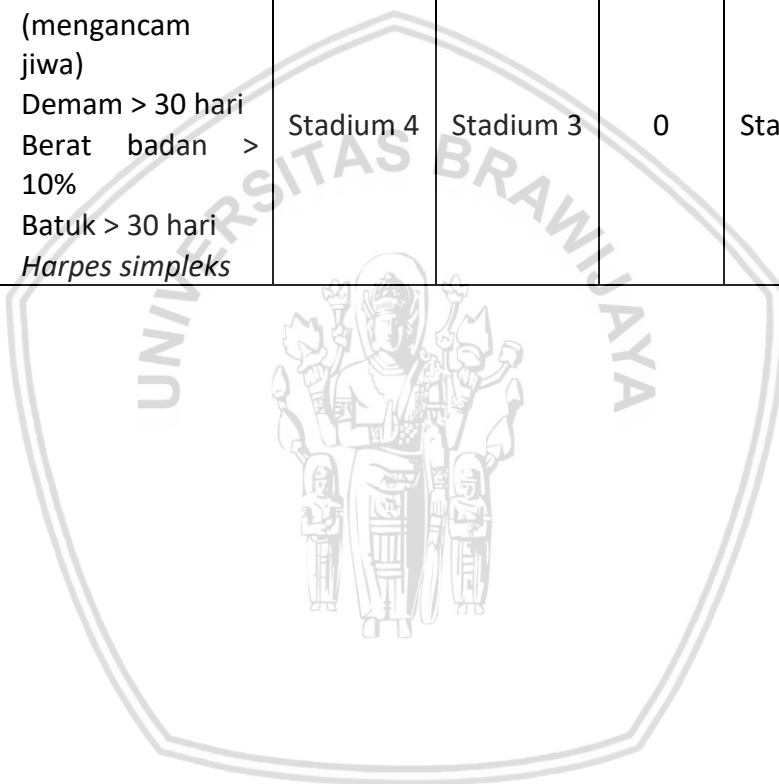 (mengancam
jiwa)
Demam > 30 hari
Berat badan >
10%
Batuk > 30 hari
Harpes simpleks
Stadium 4
Stadium 3
0
Sta
UNIVERSITAS BRAWIJAYA